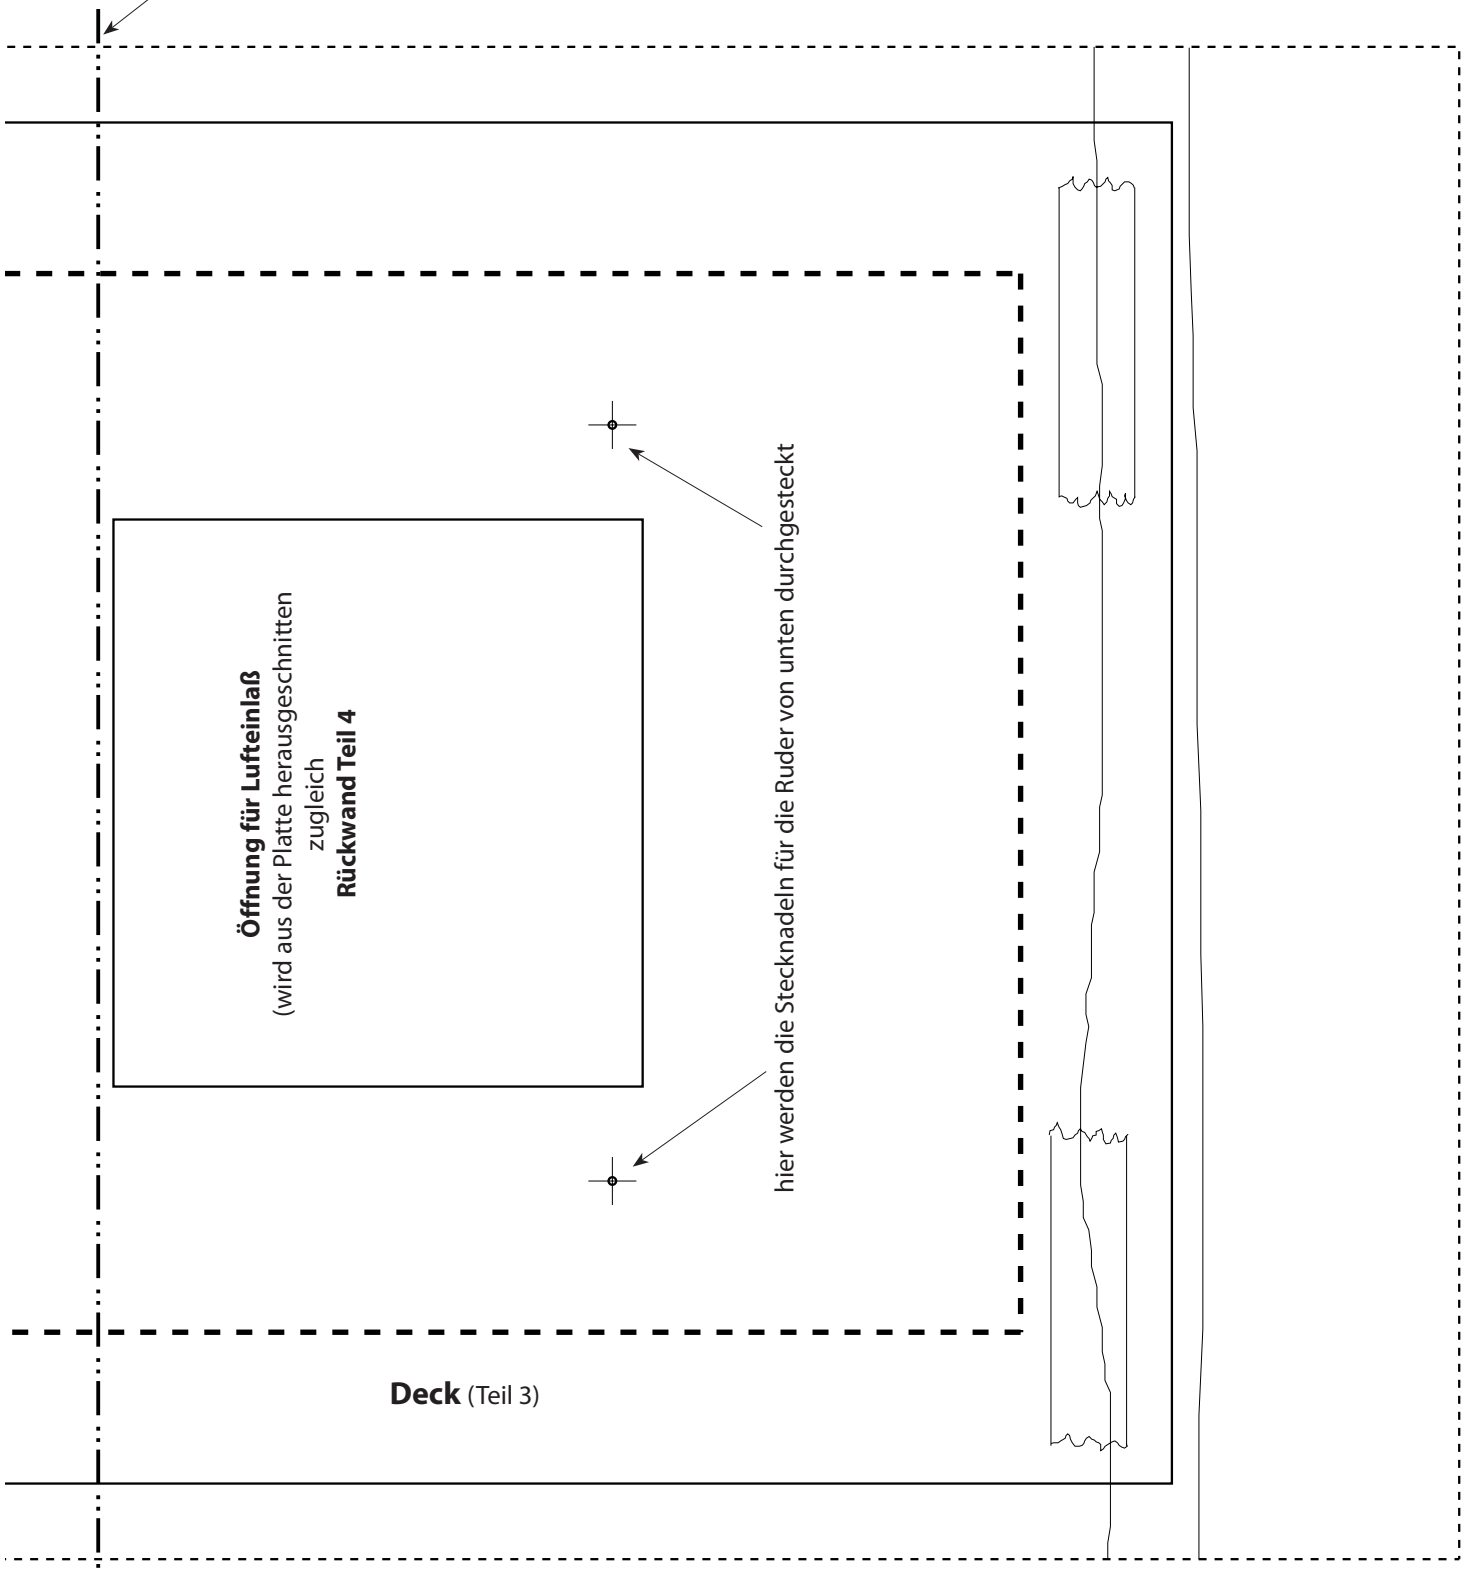 Öffnung für Lufteinlaß
(wird aus der Platte herausgeschnitten
zugleich
Rückwand Teil 4
hier werden die Stecknadeln für die Ruder von unten durchgesteckt
Deck (Teil 3)